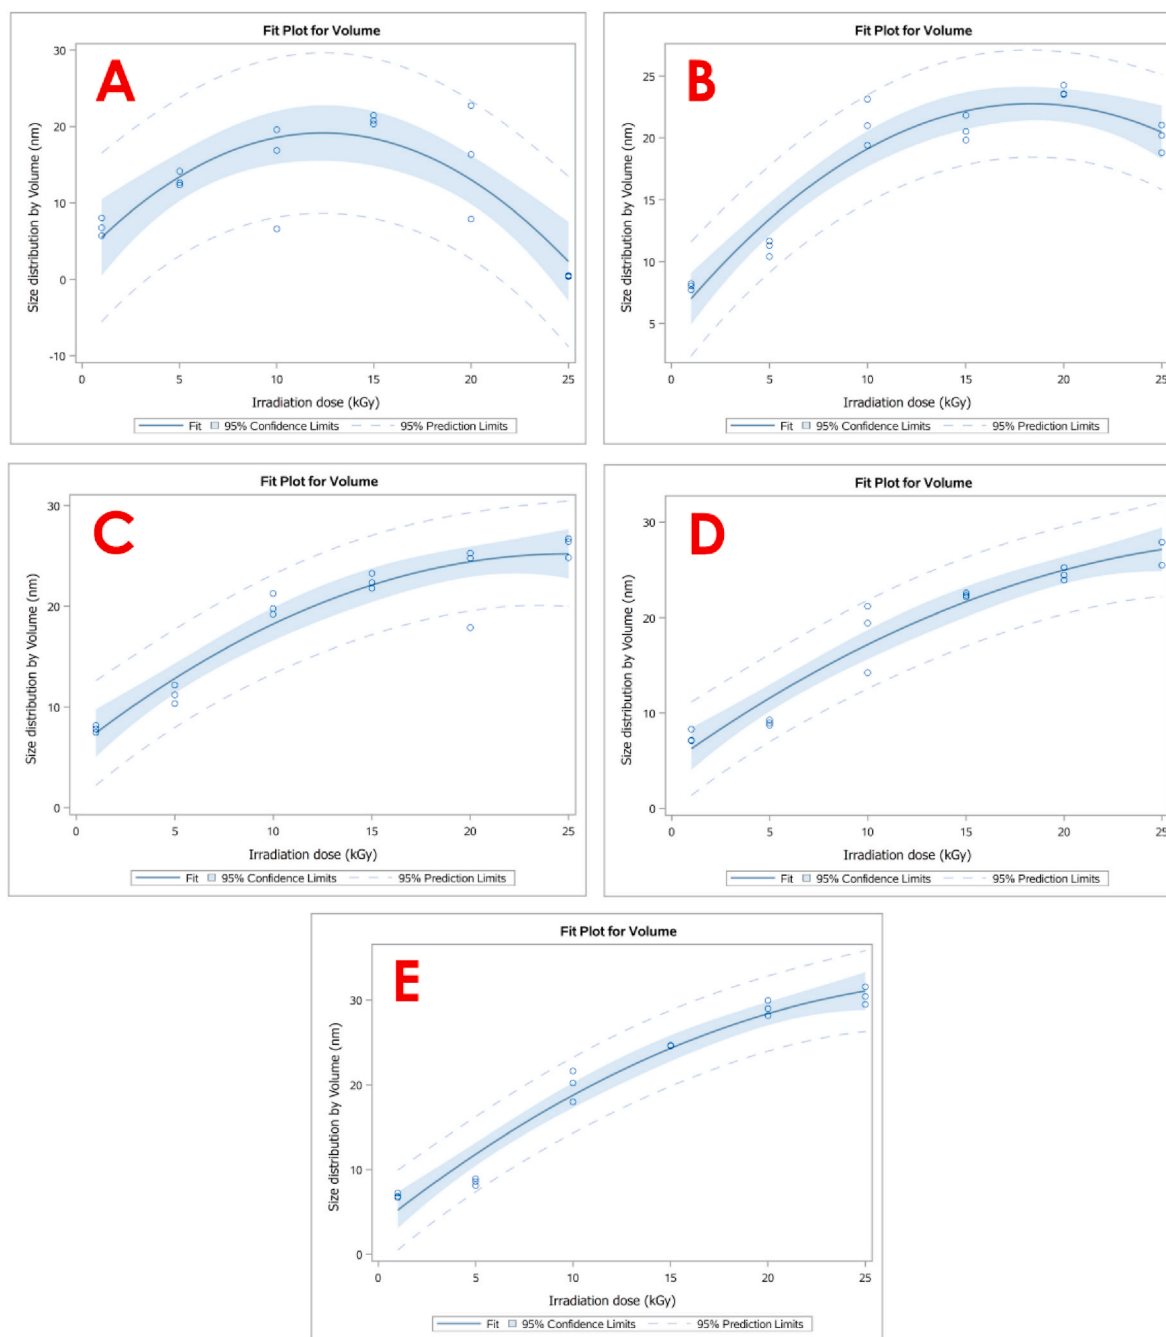 Fit Plot for Volume
A
Size distribution by Volume (nm)
30
20
10
0
-10
0 5 10 15 20 25
Irradiation dose (kGy)
Fit 95% Confidence Limits 95% Prediction Limits
Fit Plot for Volume
B
Size distribution by Volume (nm)
25
20
15
10
5
0 5 10 15 20 25
Irradiation dose (kGy)
Fit 95% Confidence Limits 95% Prediction Limits
Fit Plot for Volume
C
Size distribution by Volume (nm)
30
20
10
0
0 5 10 15 20 25
Irradiation dose (kGy)
Fit 95% Confidence Limits 95% Prediction Limits
Fit Plot for Volume
D
Size distribution by Volume (nm)
30
20
10
0
0 5 10 15 20 25
Irradiation dose (kGy)
Fit 95% Confidence Limits 95% Prediction Limits
Fit Plot for Volume
E
Size distribution by Volume (nm)
30
20
10
0
0 5 10 15 20 25
Irradiation dose (kGy)
Fit 95% Confidence Limits 95% Prediction Limits